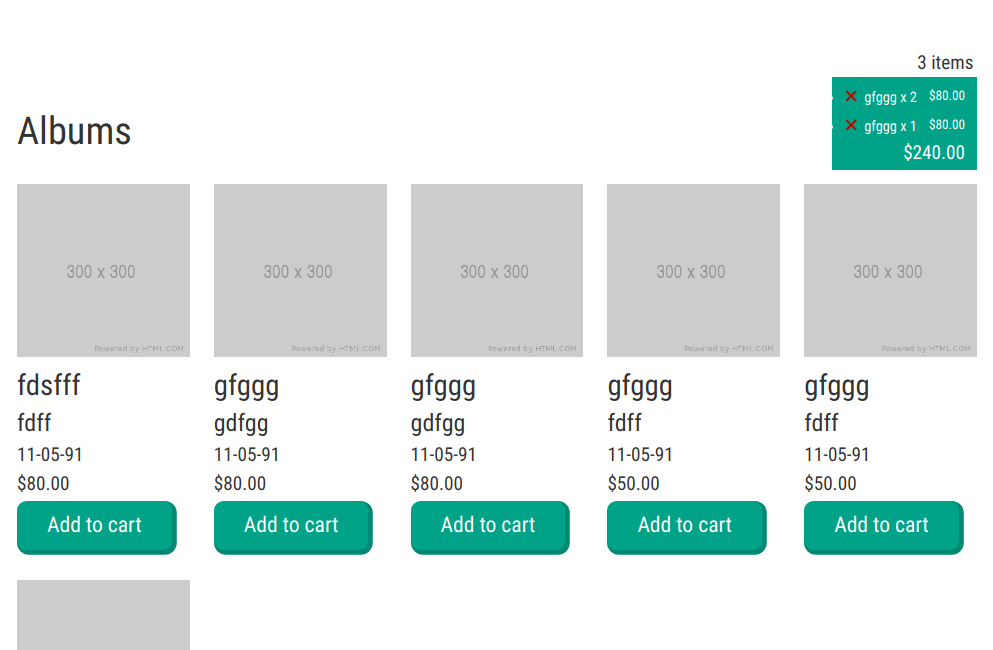 3 items
✕ gfggg x 2 $80.00
✕ gfggg x 1 $80.00
$240.00
Albums
300 x 300
Powered by HTML.COM
300 x 300
Powered by HTML.COM
300 x 300
Powered by HTML.COM
300 x 300
Powered by HTML.COM
300 x 300
Powered by HTML.COM
fdsfff
fdff
11-05-91
$80.00
Add to cart
gfggg
gdfgg
11-05-91
$80.00
Add to cart
gfggg
gdfgg
11-05-91
$80.00
Add to cart
gfggg
fdff
11-05-91
$50.00
Add to cart
gfggg
fdff
11-05-91
$50.00
Add to cart